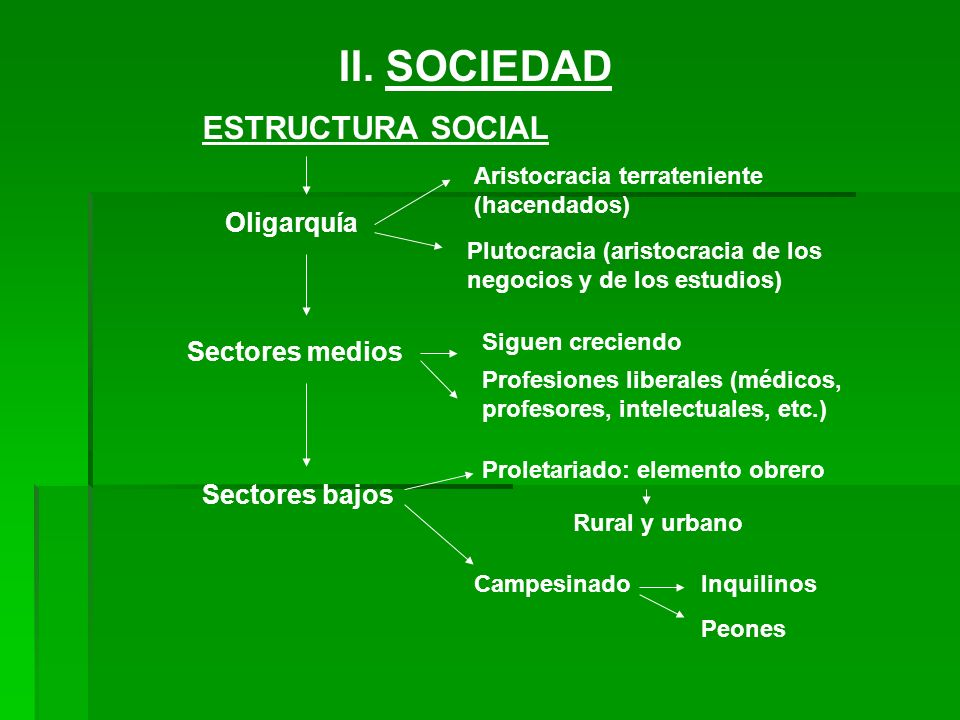 II. SOCIEDAD
ESTRUCTURA SOCIAL
Oligarquía
Aristocracia terrateniente
(hacendados)
Plutocracia (aristocracia de los
negocios y de los estudios)
Sectores medios
Siguen creciendo
Profesiones liberales (médicos,
profesores, intelectuales, etc.)
Sectores bajos
Proletariado: elemento obrero
Rural y urbano
Campesinado
Inquilinos
Peones